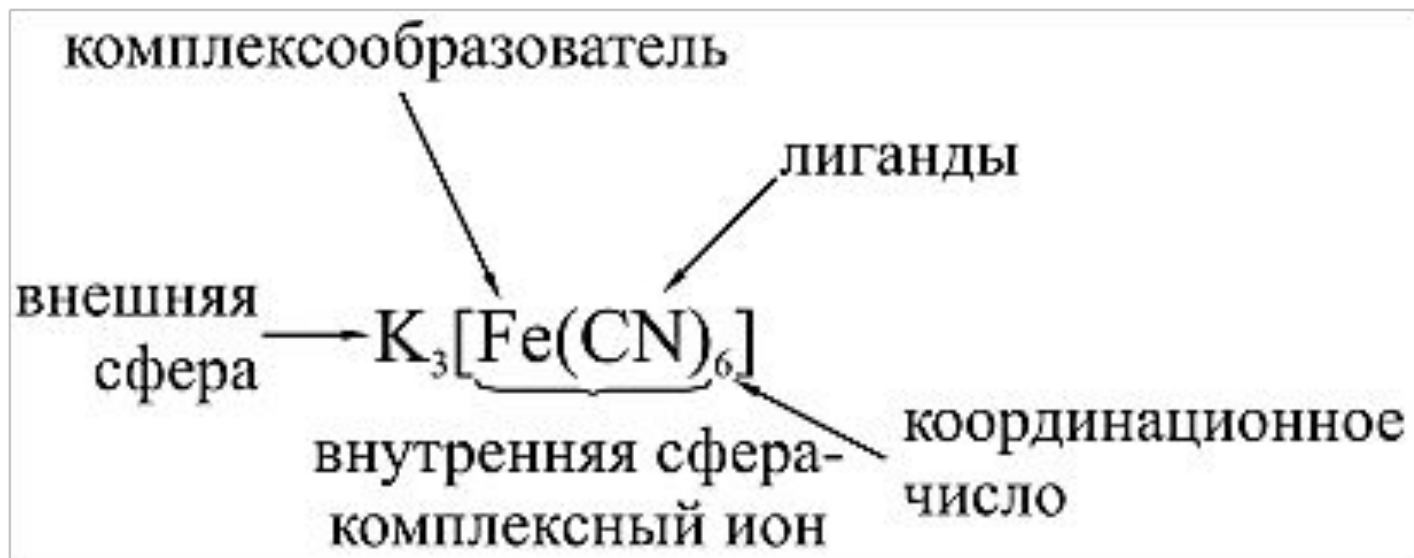 комплексообразователь
лиганды
внешняя
сфера
K₃[Fe(CN)₆]
внутренняя сфера-
комплексный ион
координационное
число